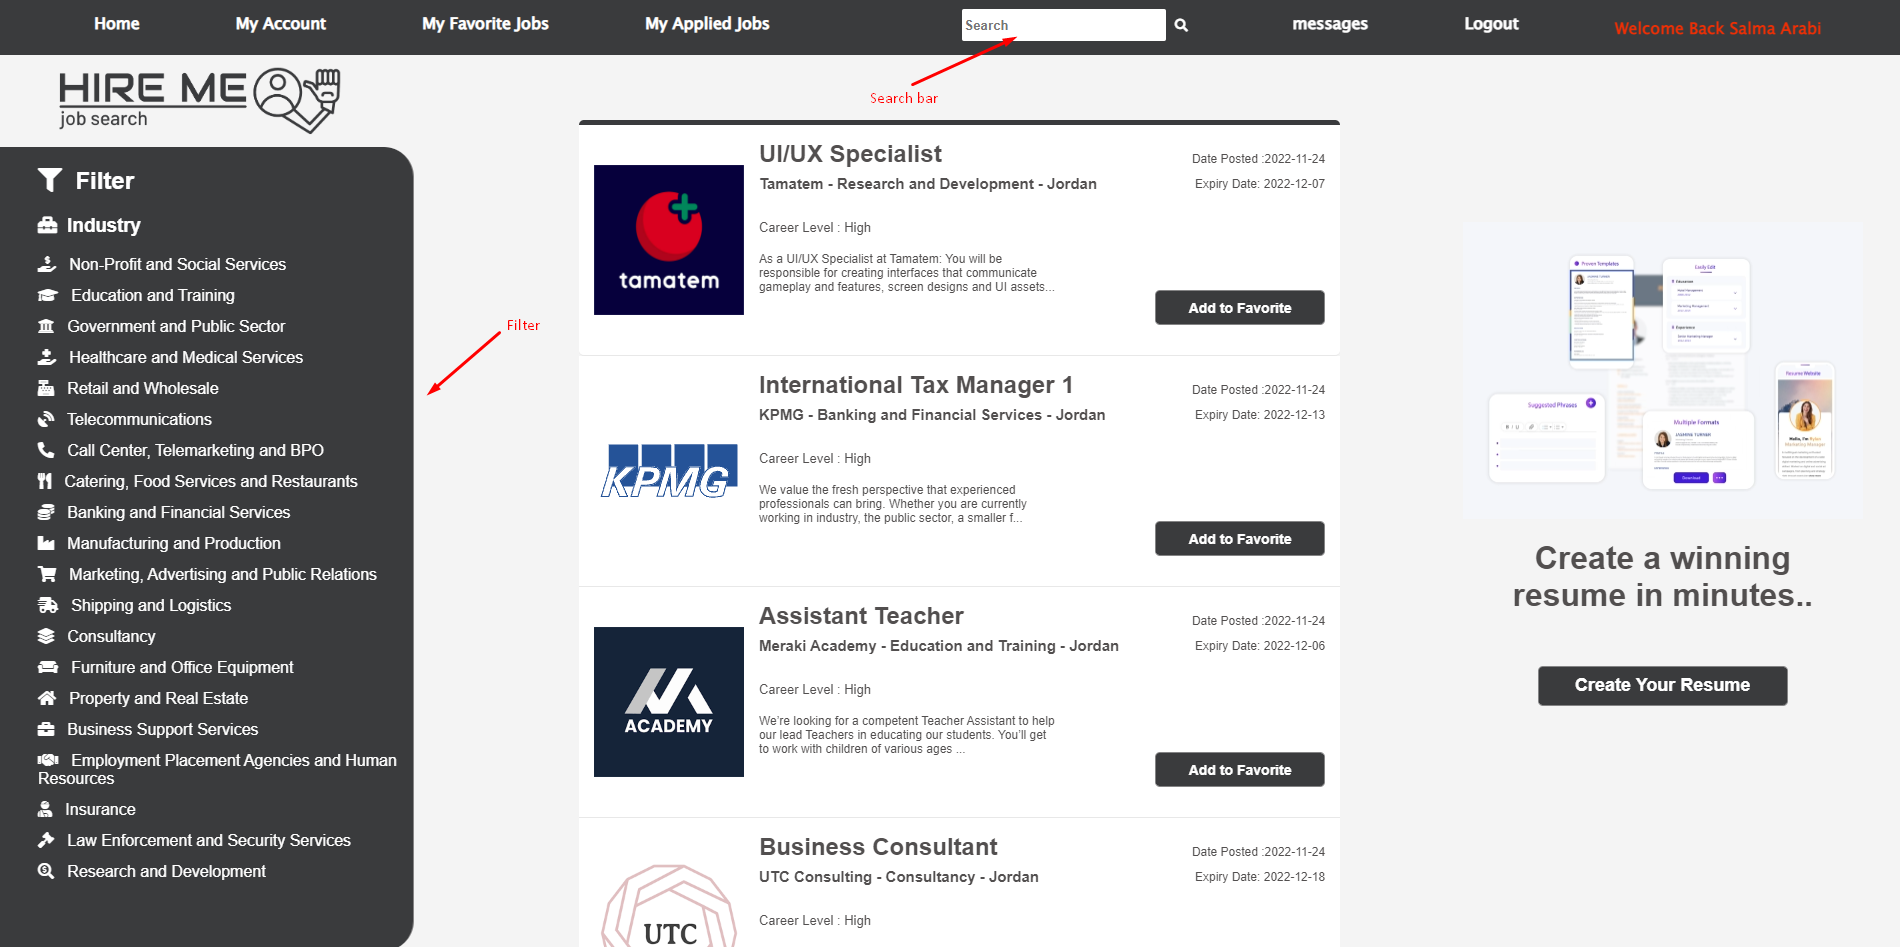 Home
My Account
My Favorite Jobs
My Applied Jobs
Search
messages
Logout
Welcome Back Salma Arabi
HIRE ME
job search
Search bar
Filter
Industry
Non-Profit and Social Services
Education and Training
Government and Public Sector
Healthcare and Medical Services
Retail and Wholesale
Telecommunications
Call Center, Telemarketing and BPO
Catering, Food Services and Restaurants
Banking and Financial Services
Manufacturing and Production
Marketing, Advertising and Public Relations
Shipping and Logistics
Consultancy
Furniture and Office Equipment
Property and Real Estate
Business Support Services
Employment Placement Agencies and Human
Resources
Insurance
Law Enforcement and Security Services
Research and Development
Filter
tamatem
UI/UX Specialist
Tamatem - Research and Development - Jordan
Date Posted :2022-11-24
Expiry Date: 2022-12-07
Career Level : High
As a UI/UX Specialist at Tamatem: You will be
responsible for creating interfaces that communicate
gameplay and features, screen designs and UI assets...
Add to Favorite
KPMG
International Tax Manager 1
KPMG - Banking and Financial Services - Jordan
Date Posted :2022-11-24
Expiry Date: 2022-12-13
Career Level : High
We value the fresh perspective that experienced
professionals can bring. Whether you are currently
working in industry, the public sector, a smaller f...
Add to Favorite
ACADEMY
Assistant Teacher
Meraki Academy - Education and Training - Jordan
Date Posted :2022-11-24
Expiry Date: 2022-12-06
Career Level : High
We're looking for a competent Teacher Assistant to help
our lead Teachers in educating our students. You'll get
to work with children of various ages ...
Add to Favorite
UTC
Business Consultant
UTC Consulting - Consultancy - Jordan
Date Posted :2022-11-24
Expiry Date: 2022-12-18
Career Level : High
Proven Templates
Easily Edit
Education
Experience
Suggested Phrases
Multiple Formats
Resume Website
Download
Create a winning
resume in minutes..
Create Your Resume